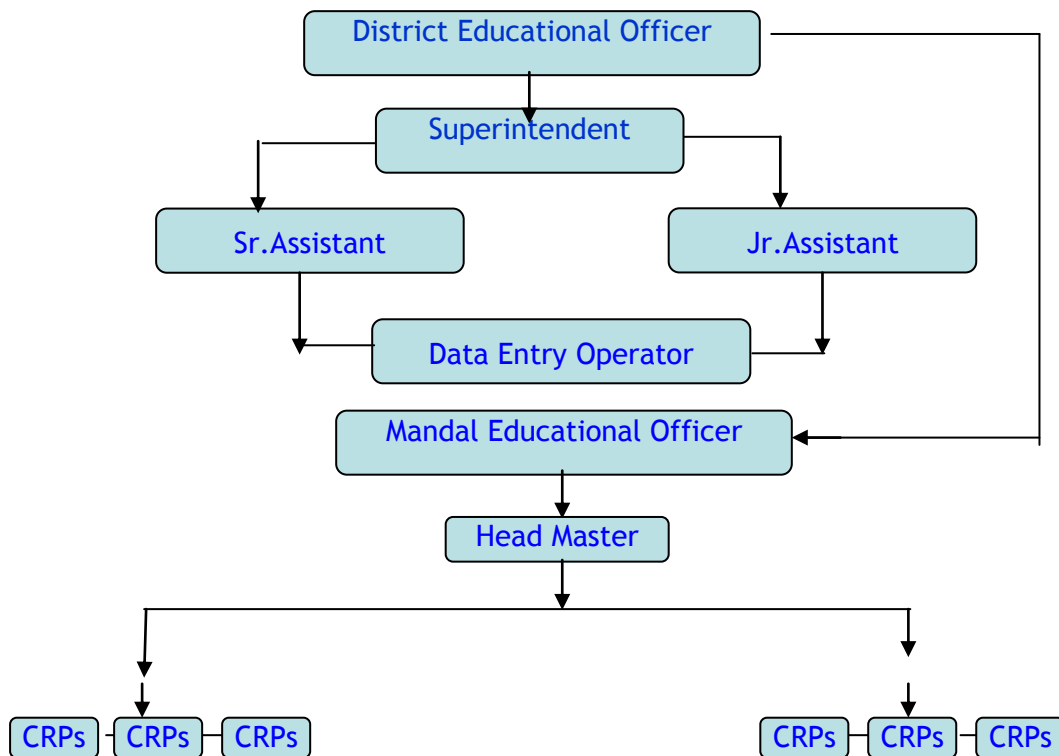 District Educational Officer
Superintendent
Sr.Assistant
Jr.Assistant
Data Entry Operator
Mandal Educational Officer
Head Master
CRPs
CRPs
CRPs
CRPs
CRPs
CRPs